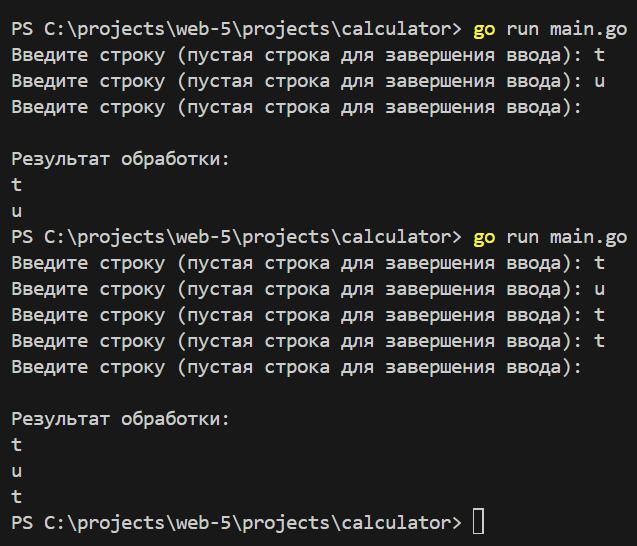 PS C:\projects\web-5\projects\calculator> go run main.go
Введите строку (пустая строка для завершения ввода): t
Введите строку (пустая строка для завершения ввода): u
Введите строку (пустая строка для завершения ввода):
Результат обработки:
t
u
PS C:\projects\web-5\projects\calculator> go run main.go
Введите строку (пустая строка для завершения ввода): t
Введите строку (пустая строка для завершения ввода): u
Введите строку (пустая строка для завершения ввода): t
Введите строку (пустая строка для завершения ввода): t
Введите строку (пустая строка для завершения ввода):
Результат обработки:
t
u
t
PS C:\projects\web-5\projects\calculator>